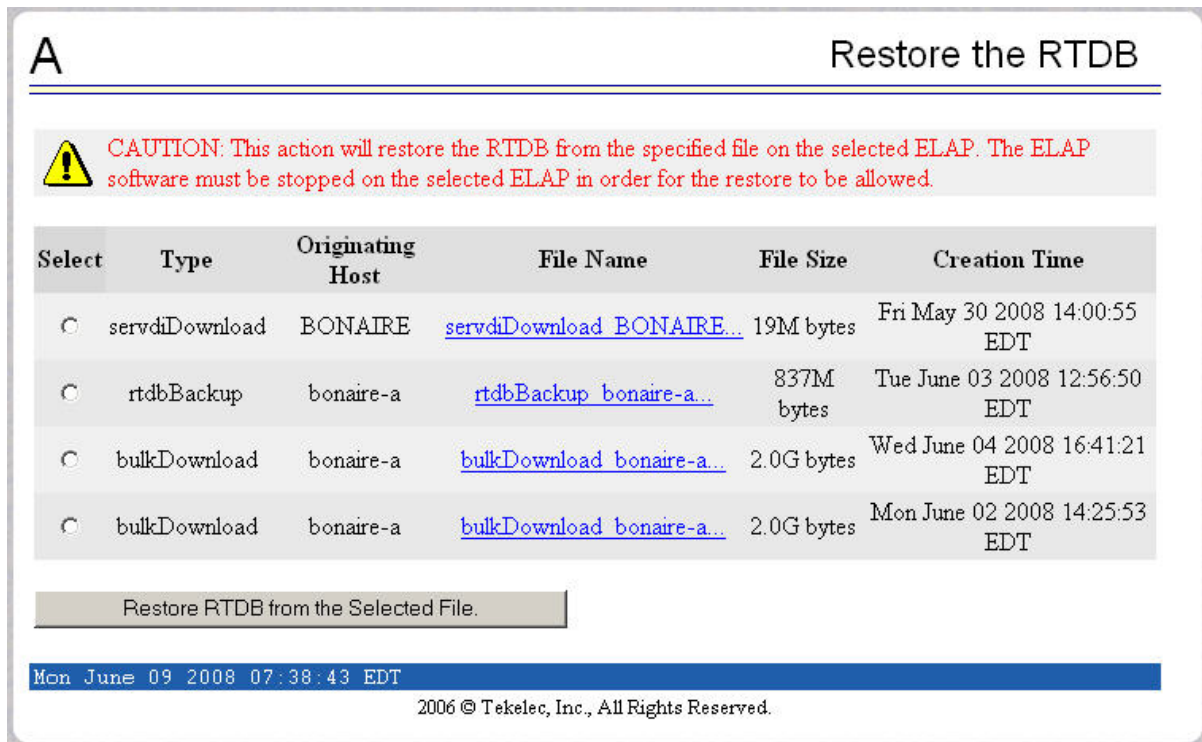 A
Restore the RTDB
CAUTION: This action will restore the RTDB from the specified file on the selected ELAP. The ELAP
software must be stopped on the selected ELAP in order for the restore to be allowed.
Select Type Originating Host File Name File Size Creation Time
servdiDownload BONAIRE servdiDownload_BONAIRE... 19M bytes Fri May 30 2008 14:00:55 EDT
rtdbBackup bonaire-a rtdbBackup_bonaire-a... 837M bytes Tue June 03 2008 12:56:50 EDT
bulkDownload bonaire-a bulkDownload_bonaire-a... 2.0G bytes Wed June 04 2008 16:41:21 EDT
bulkDownload bonaire-a bulkDownload_bonaire-a... 2.0G bytes Mon June 02 2008 14:25:53 EDT
Restore RTDB from the Selected File.
Mon June 09 2008 07:38:43 EDT
2006 © Tekelec, Inc., All Rights Reserved.